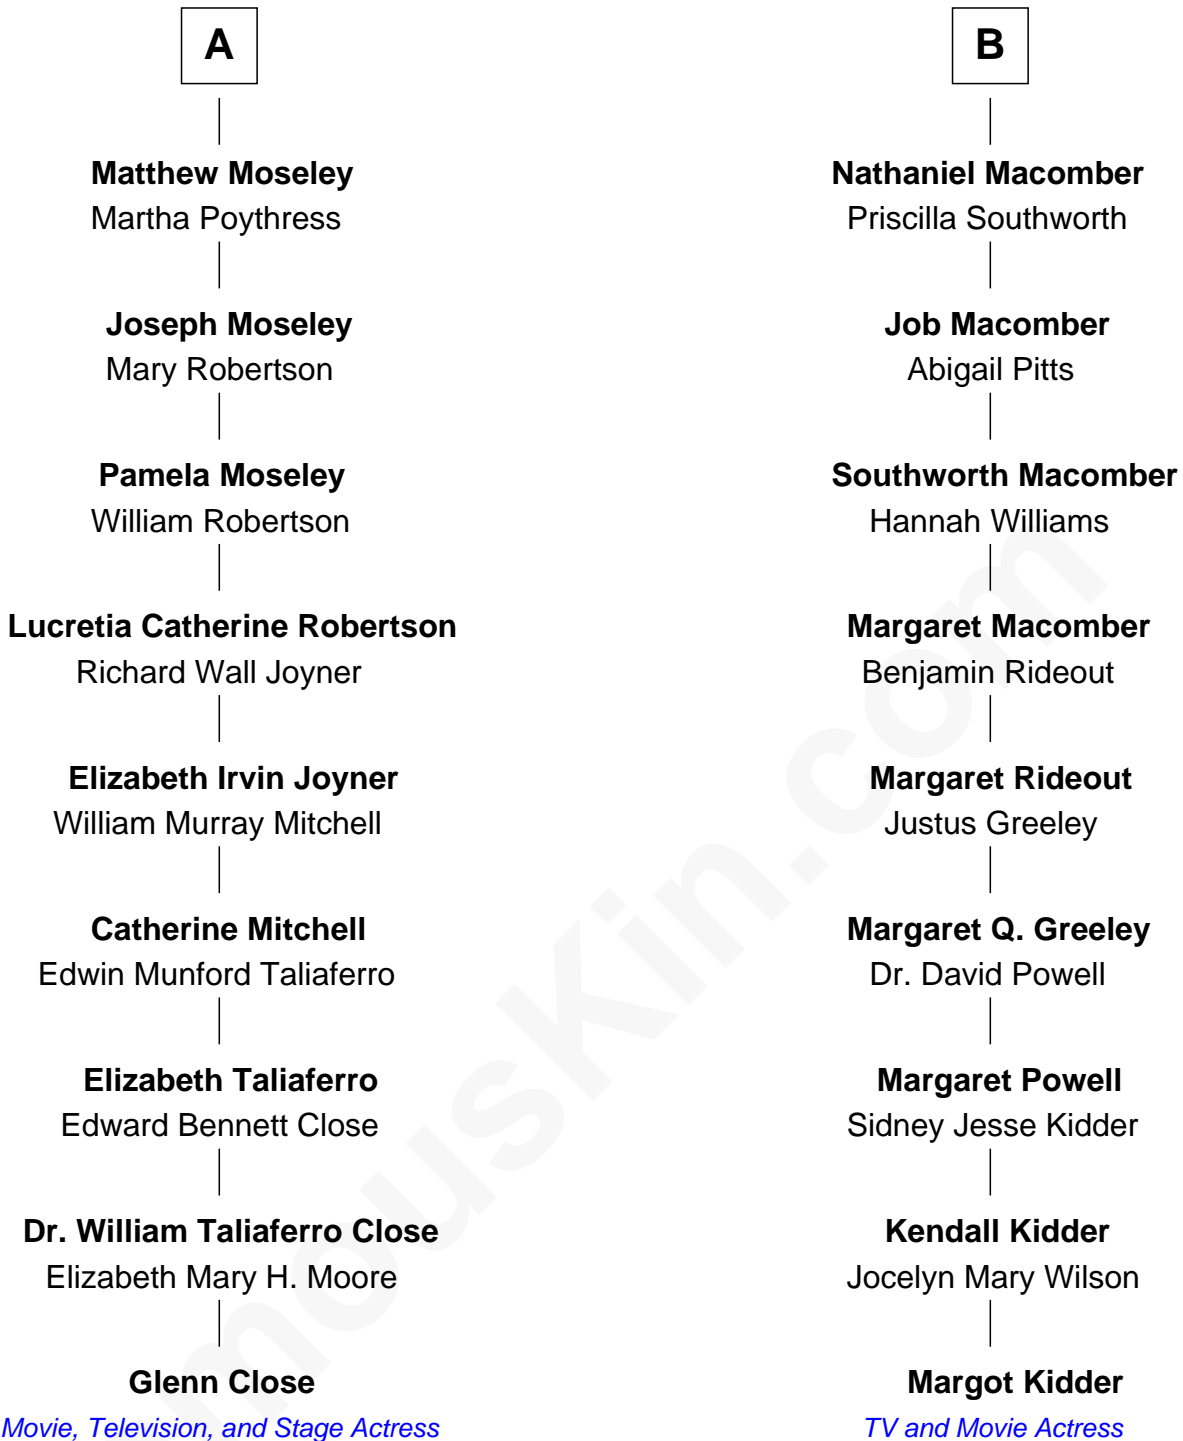 A
Matthew Moseley
Martha Poythress
Joseph Moseley
Mary Robertson
Pamela Moseley
William Robertson
Lucretia Catherine Robertson
Richard Wall Joyner
Elizabeth Irvin Joyner
William Murray Mitchell
Catherine Mitchell
Edwin Munford Taliaferro
Elizabeth Taliaferro
Edward Bennett Close
Dr. William Taliaferro Close
Elizabeth Mary H. Moore
Glenn Close
Movie, Television, and Stage Actress
B
Nathaniel Macomber
Priscilla Southworth
Job Macomber
Abigail Pitts
Southworth Macomber
Hannah Williams
Margaret Macomber
Benjamin Rideout
Margaret Rideout
Justus Greeley
Margaret Q. Greeley
Dr. David Powell
Margaret Powell
Sidney Jesse Kidder
Kendall Kidder
Jocelyn Mary Wilson
Margot Kidder
TV and Movie Actress
mousKin.com